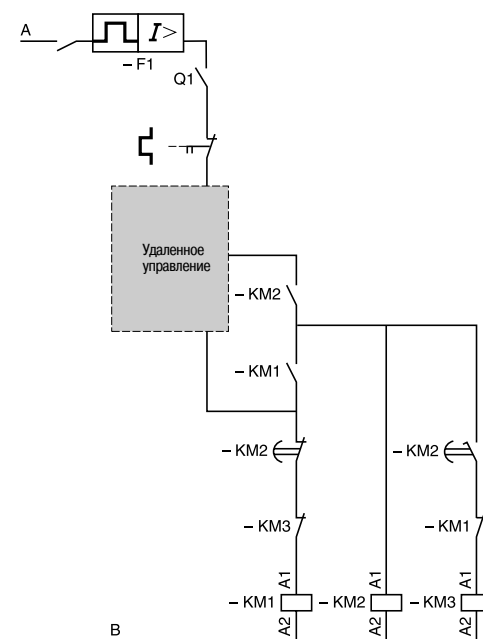 A
I>
– F1
Q1
Удаленное
управление
– KM2
– KM1
– KM2
– KM2
– KM3
– KM1
A1
A1
A1
– KM1
– KM2
– KM3
A2
A2
A2
B